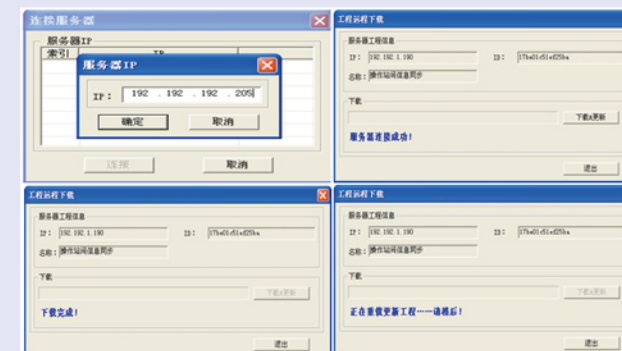 连接服务器
服务器IP
索引 IP
服务器IP
IP: 192 . 192 . 192 . 205
确定 取消
连接 取消
工程远程下载
服务器工程信息
IP: 192.192.1.190 ID: 17be01c51ed25ba
名称: 操作站间信息同步
下载
下载&更新
服务器连接成功!
退出
工程远程下载
服务器工程信息
IP: 192.192.1.190 ID: 17be01c51ed25ba
名称: 操作站间信息同步
下载
下载&更新
下载完成!
退出
工程远程下载
服务器工程信息
IP: 192.192.1.190 ID: 17be01c51ed25ba
名称: 操作站间信息同步
下载
下载&更新
正在重载更新工程……请稍后!
退出